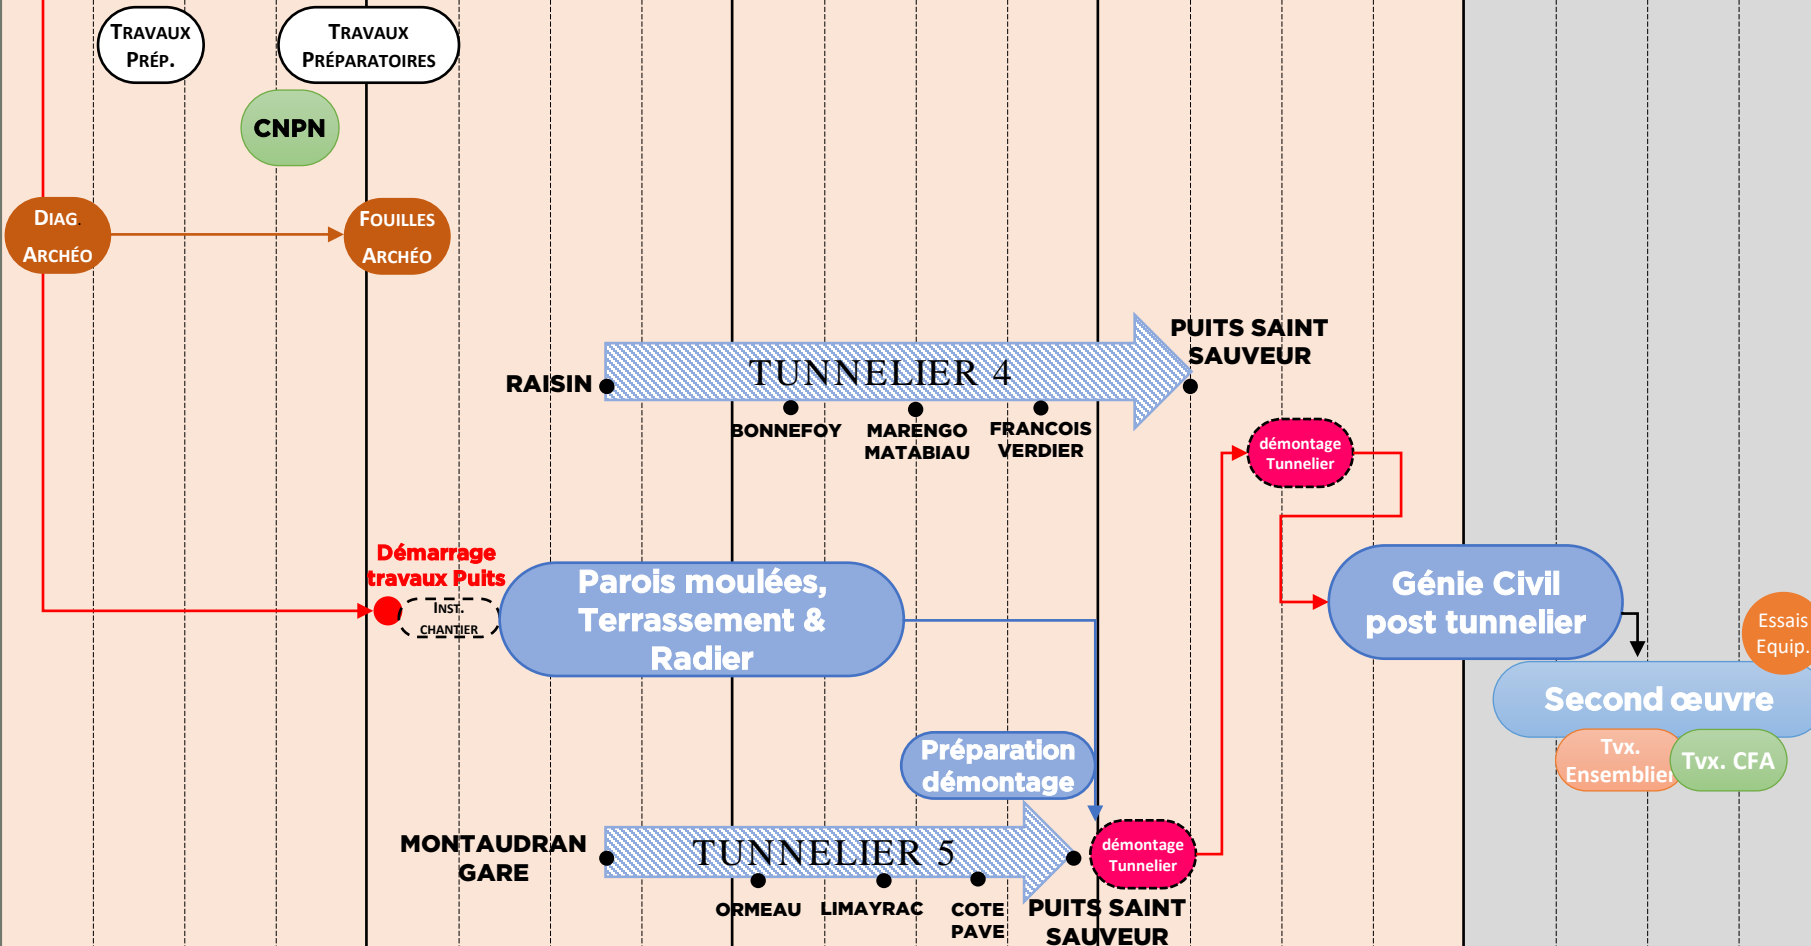 TRAVAUX
PRÉP.
TRAVAUX
PRÉPARATOIRES
CNPN
DIAG.
ARCHÉO
FOUILLES
ARCHÉO
PUITS SAINT
SAUVEUR
TUNNELIER 4
RAISIN
BONNEFOY
MARENGO
MATABIAU
FRANCOIS
VERDIER
démontage
Tunnelier
Démarrage
travaux Puits
INST.
CHANTIER
Parois moulées,
Terrassement &
Radier
Génie Civil
post tunnelier
Essais
Equip.
Second œuvre
Tvx.
Ensemblier
Tvx. CFA
Préparation
démontage
MONTAUDRAN
GARE
TUNNELIER 5
démontage
Tunnelier
ORMEAU
LIMAYRAC
COTE
PAVE
PUITS SAINT
SAUVEUR